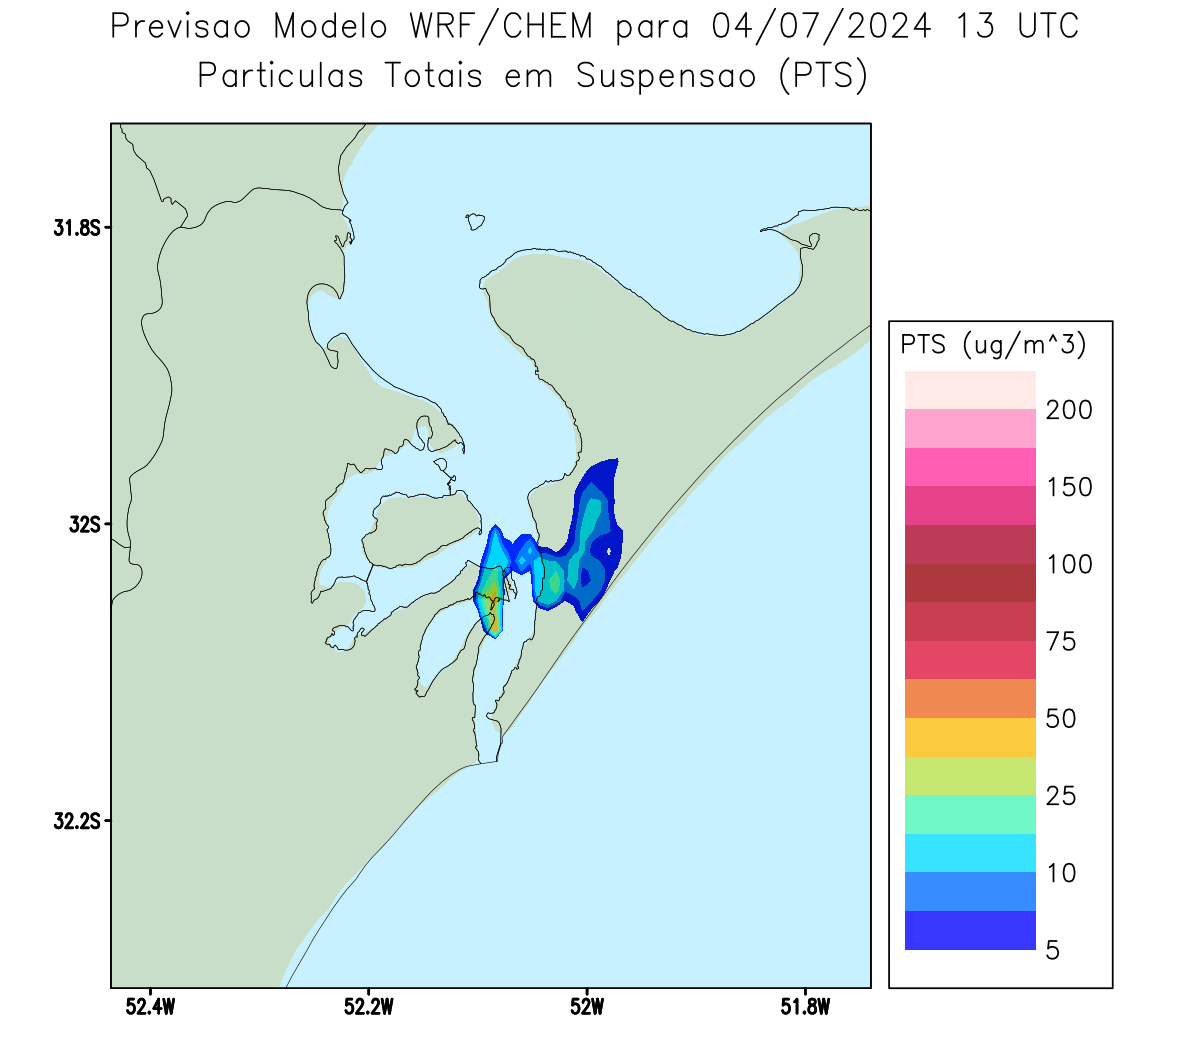 Previsao Modelo WRF/CHEM para 04/07/2024 13 UTC
Particulas Totais em Suspensao (PTS)
31.8S
32S
32.2S
52.4W
52.2W
52W
51.8W
PTS (ug/m^3)
200
150
100
75
50
25
10
5